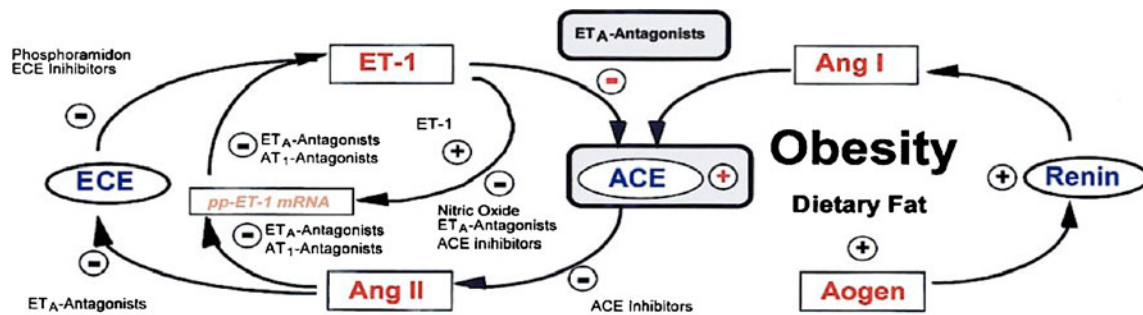 Phosphoramidon
ECE Inihibitors
-
ET-1
ETA-Antagonists
-
Ang I
ET-1
+
-
ETA-Antagonists
AT1-Antagonists
ECE
pp-ET-1 mRNA
-
Nitric Oxide
ETA-Antagonists
ACE inhibitors
ACE
+
Obesity
Dietary Fat
+
+
Renin
-
ETA-Antagonists
AT1-Antagonists
-
ETA-Antagonists
Ang II
-
ACE Inhibitors
Aogen